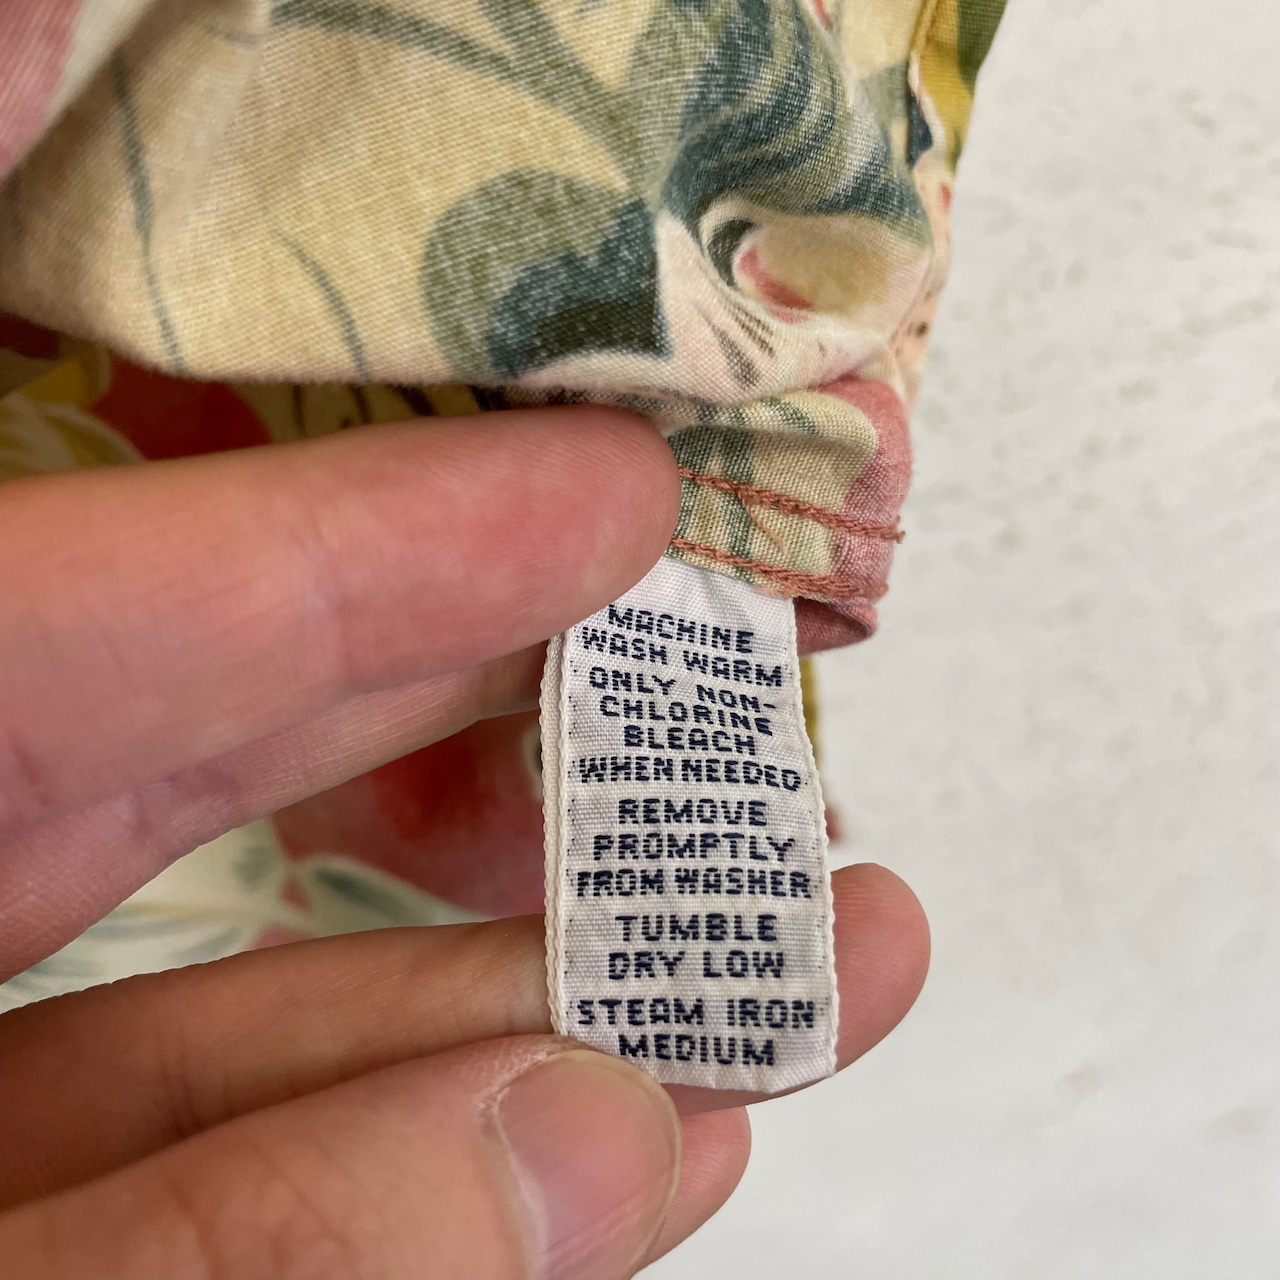 MACHINE
WASH WARM
ONLY NON-
CHLORINE
BLEACH
WHEN NEEDED
REMOVE
PROMPTLY
FROM WASHER
TUMBLE
DRY LOW
STEAM IRON
MEDIUM